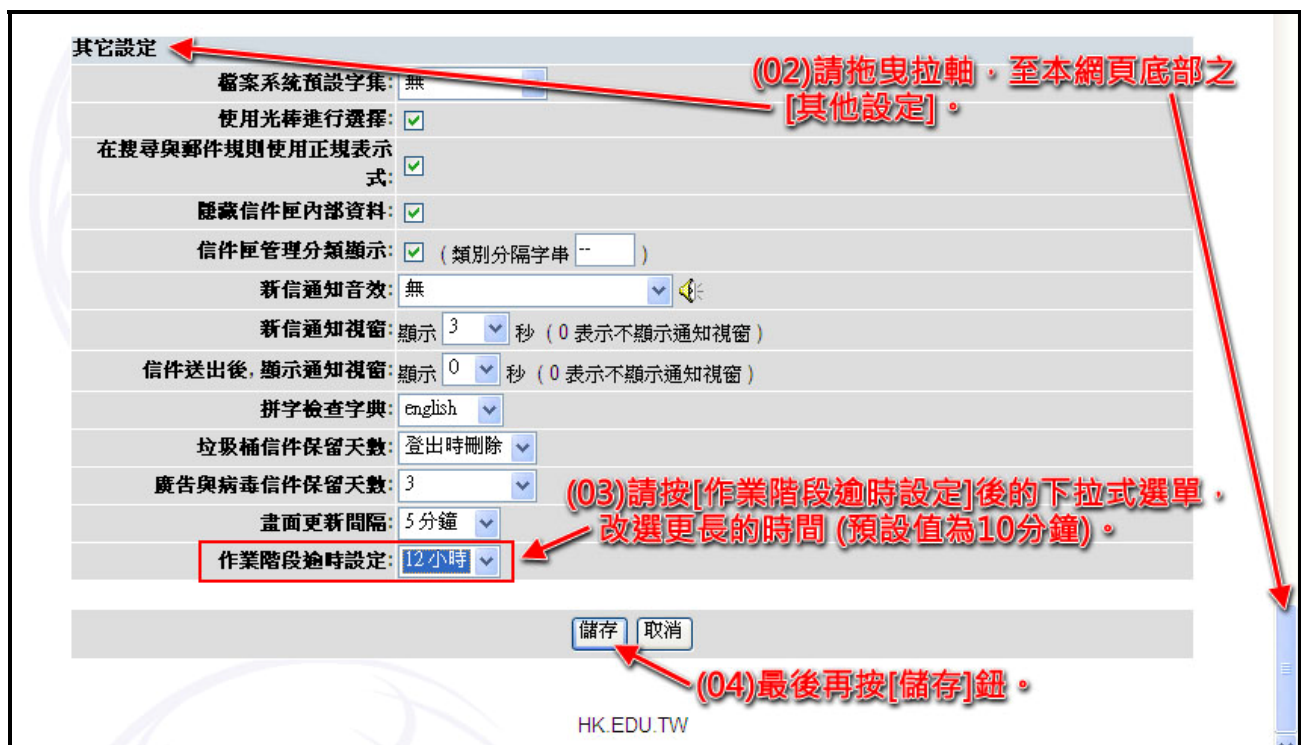 其它設定
(02)請拖曳拉軸，至本網頁底部之
[其他設定]。
檔案系統預設字集: 無
使用光棒進行選擇:
在搜尋與郵件規則使用正規表示
式:
隱藏信件匣內部資料:
信件匣管理分類顯示: (類別分隔字串 -- )
新信通知音效: 無
新信通知視窗: 顯示 3 秒 (0 表示不顯示通知視窗)
信件送出後, 顯示通知視窗: 顯示 0 秒 (0 表示不顯示通知視窗)
拼字檢查字典: english
垃圾桶信件保留天數: 登出時刪除
廣告與病毒信件保留天數: 3
(03)請按[作業階段逾時設定]後的下拉式選單，
改選更長的時間 (預設值為10分鐘)。
畫面更新間隔: 5分鐘
作業階段逾時設定: 12小時
儲存 取消
(04)最後再按[儲存]鈕。
HK.EDU.TW